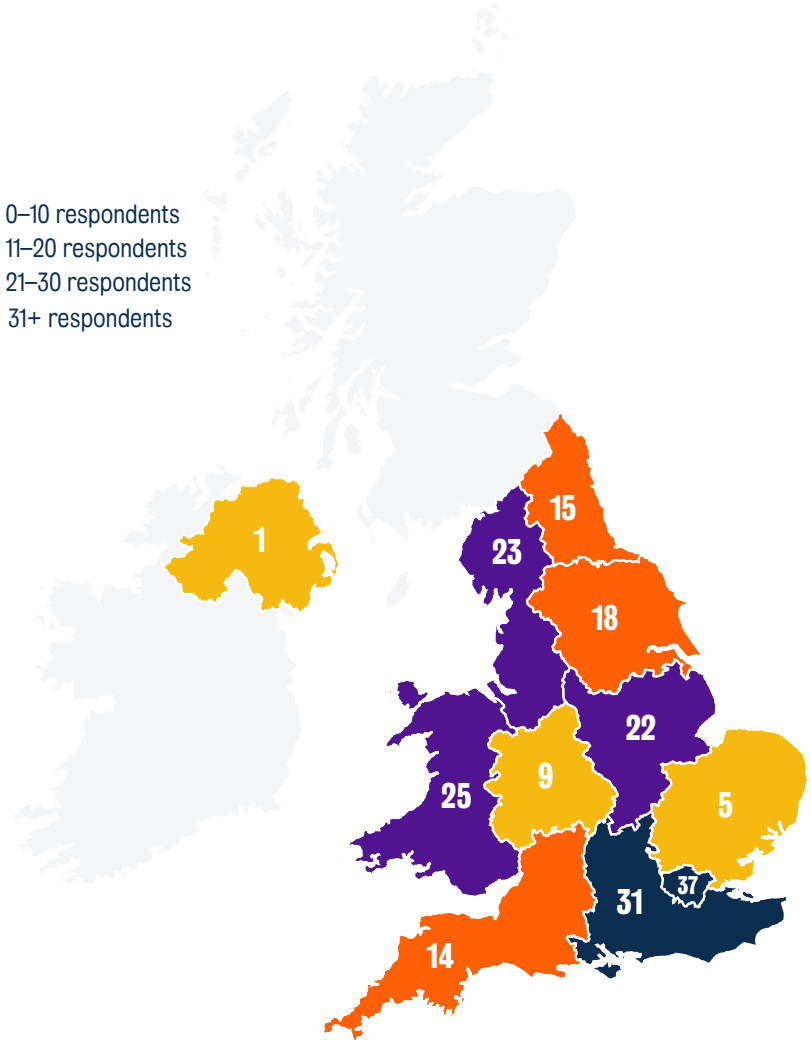 0–10 respondents
11–20 respondents
21–30 respondents
31+ respondents
15
1
23
18
22
9
25
5
37
31
14